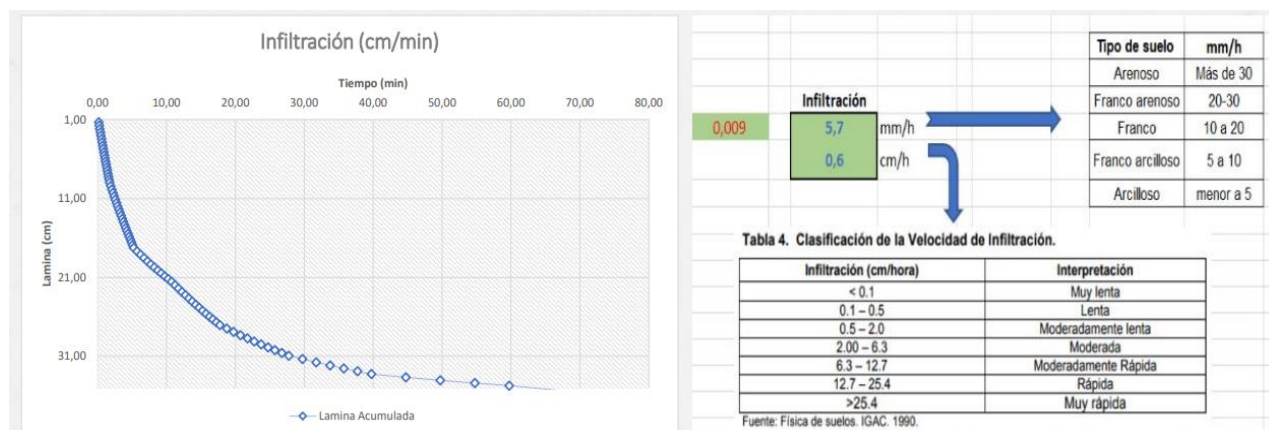 Infiltración (cm/min)
Tiempo (min)
0,00 10,00 20,00 30,00 40,00 50,00 60,00 70,00 80,00
1,00
11,00
21,00
31,00
Lamina (cm)
Lamina Acumulada
Tipo de suelo mm/h
Arenoso Más de 30
Franco arenoso 20-30
Franco 10 a 20
Franco arcilloso 5 a 10
Arcilloso menor a 5
Infiltración
0,009 5,7 mm/h
0,6 cm/h
Tabla 4. Clasificación de la Velocidad de Infiltración.
Infiltración (cm/hora) Interpretación
< 0.1 Muy lenta
0.1 – 0.5 Lenta
0.5 – 2.0 Moderadamente lenta
2.00 – 6.3 Moderada
6.3 – 12.7 Moderadamente Rápida
12.7 – 25.4 Rápida
>25.4 Muy rápida
Fuente: Física de suelos. IGAC. 1990.